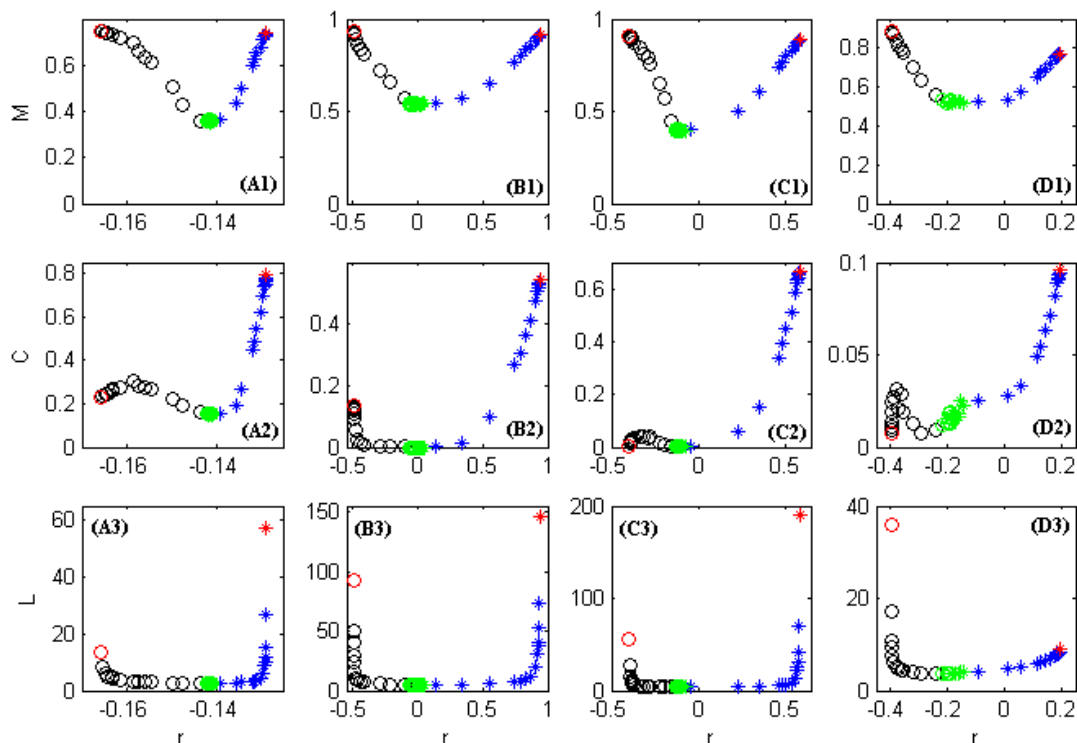 M
0 0.2 0.4 0.6
-0.16 -0.14
(A1)
0 0.5 1
-0.5 0 0.5 1
(B1)
0 0.5 1
-0.5 0 0.5
(C1)
0 0.2 0.4 0.6 0.8
-0.4 -0.2 0 0.2
(D1)
C
0 0.2 0.4 0.6 0.8
-0.16 -0.14
(A2)
0 0.2 0.4
-0.5 0 0.5 1
(B2)
0 0.2 0.4 0.6
-0.5 0 0.5
(C2)
0 0.05 0.1
-0.4 -0.2 0 0.2
(D2)
L
0 20 40 60
-0.16 -0.14
r
(A3)
0 50 100 150
-0.5 0 0.5 1
r
(B3)
0 100 200
-0.5 0 0.5
r
(C3)
0 20 40
-0.4 -0.2 0 0.2
r
(D3)